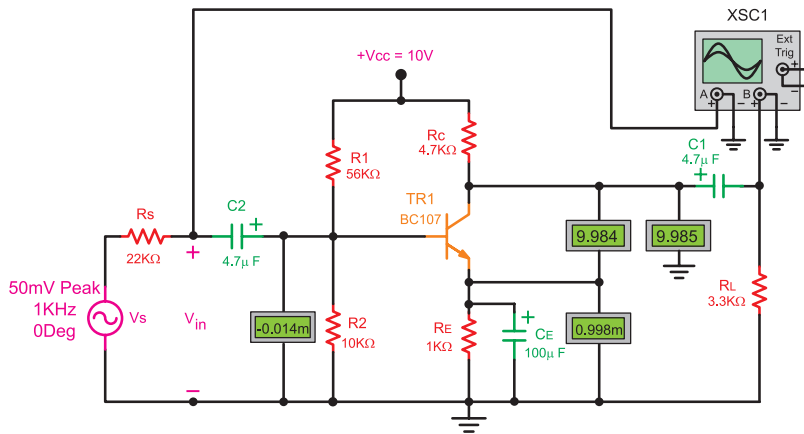 XSC1
Ext
Trig
+
−
A
B
+
−
+
−
+Vcc = 10V
Rc
4.7KΩ
R1
56KΩ
C1
4.7μ F
+
TR1
BC107
Rs
22KΩ
C2
+
4.7μ F
9.984
9.985
50mV Peak
1KHz
0Deg
Vs
+
Vin
−
-0.014m
R2
10KΩ
RE
1KΩ
+
CE
100μ F
0.998m
RL
3.3KΩ